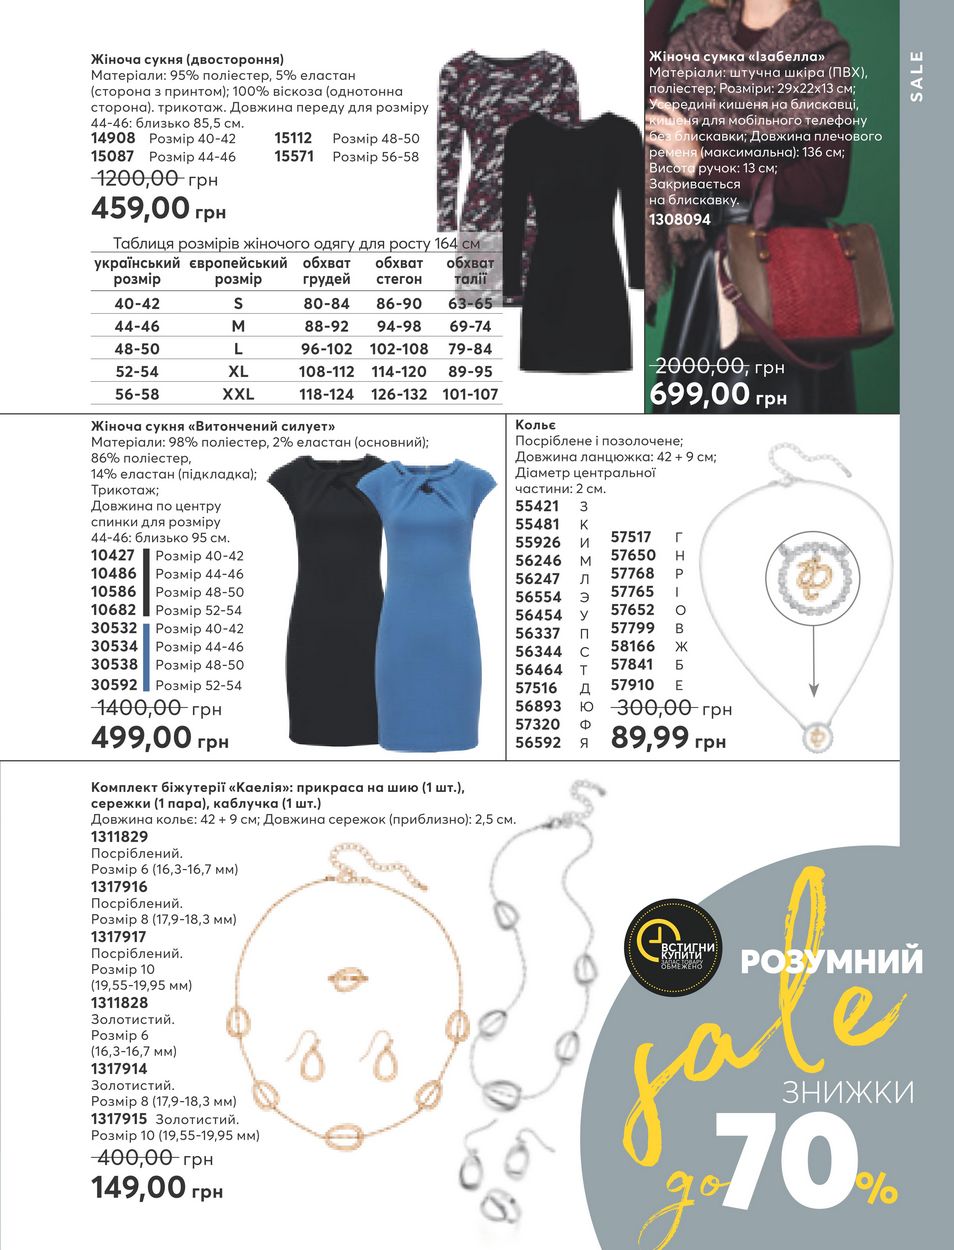 SALE
Жіноча сукня (двостороння)
Матеріали: 95% поліестер, 5% еластан
(сторона з принтом); 100% віскоза (однотонна
сторона). трикотаж. Довжина переду для розміру
44-46: близько 85,5 см.
14908 Розмір 40-42 15112 Розмір 48-50
15087 Розмір 44-46 15571 Розмір 56-58
1200,00 грн
459,00 грн
Таблиця розмірів жіночого одягу для росту 164 см
український європейський обхват обхват обхват
розмір розмір грудей стегон талії
40-42 S 80-84 86-90 63-65
44-46 M 88-92 94-98 69-74
48-50 L 96-102 102-108 79-84
52-54 XL 108-112 114-120 89-95
56-58 XXL 118-124 126-132 101-107
Жіноча сумка «Ізабелла»
Матеріали: штучна шкіра (ПВХ),
поліестер; Розміри: 29х22х13 см;
Усередині кишеня на блискавці,
кишеня для мобільного телефону
без блискавки; Довжина плечового
ременя (максимальна): 136 см;
Висота ручок: 13 см;
Закривається
на блискавку.
1308094
2000,00, грн
699,00 грн
Жіноча сукня «Витончений силует»
Матеріали: 98% поліестер, 2% еластан (основний);
86% поліестер,
14% еластан (підкладка);
Трикотаж;
Довжина по центру
спинки для розміру
44-46: близько 95 см.
10427 Розмір 40-42
10486 Розмір 44-46
10586 Розмір 48-50
10682 Розмір 52-54
30532 Розмір 40-42
30534 Розмір 44-46
30538 Розмір 48-50
30592 Розмір 52-54
1400,00 грн
499,00 грн
Кольє
Посріблене і позолочене;
Довжина ланцюжка: 42 + 9 см;
Діаметр центральної
частини: 2 см.
55421 З
55481 К
55926 И
56246 М
56247 Л
56554 Э
56454 У
56337 П
56344 С
56464 Т
57516 Д
56893 Ю
57320 Ф
56592 Я
57517 Г
57650 Н
57768 Р
57765 І
57652 О
57799 В
58166 Ж
57841 Б
57910 Е
300,00 грн
89,99 грн
Ф
Комплект біжутерії «Каелія»: прикраса на шию (1 шт.),
сережки (1 пара), каблучка (1 шт.)
Довжина кольє: 42 + 9 см; Довжина сережок (приблизно): 2,5 см.
1311829
Посріблений.
Розмір 6 (16,3-16,7 мм)
1317916
Посріблений.
Розмір 8 (17,9-18,3 мм)
1317917
Посріблений.
Розмір 10
(19,55-19,95 мм)
1311828
Золотистий.
Розмір 6
(16,3-16,7 мм)
1317914
Золотистий.
Розмір 8 (17,9-18,3 мм)
1317915 Золотистий.
Розмір 10 (19,55-19,95 мм)
400,00 грн
149,00 грн
ВСТИГНИ
КУПИТИ
ЗАПАС ТОВАРУ
ОБМЕЖЕНО
РОЗУМНИЙ
sale
ЗНИЖКИ
до 70%